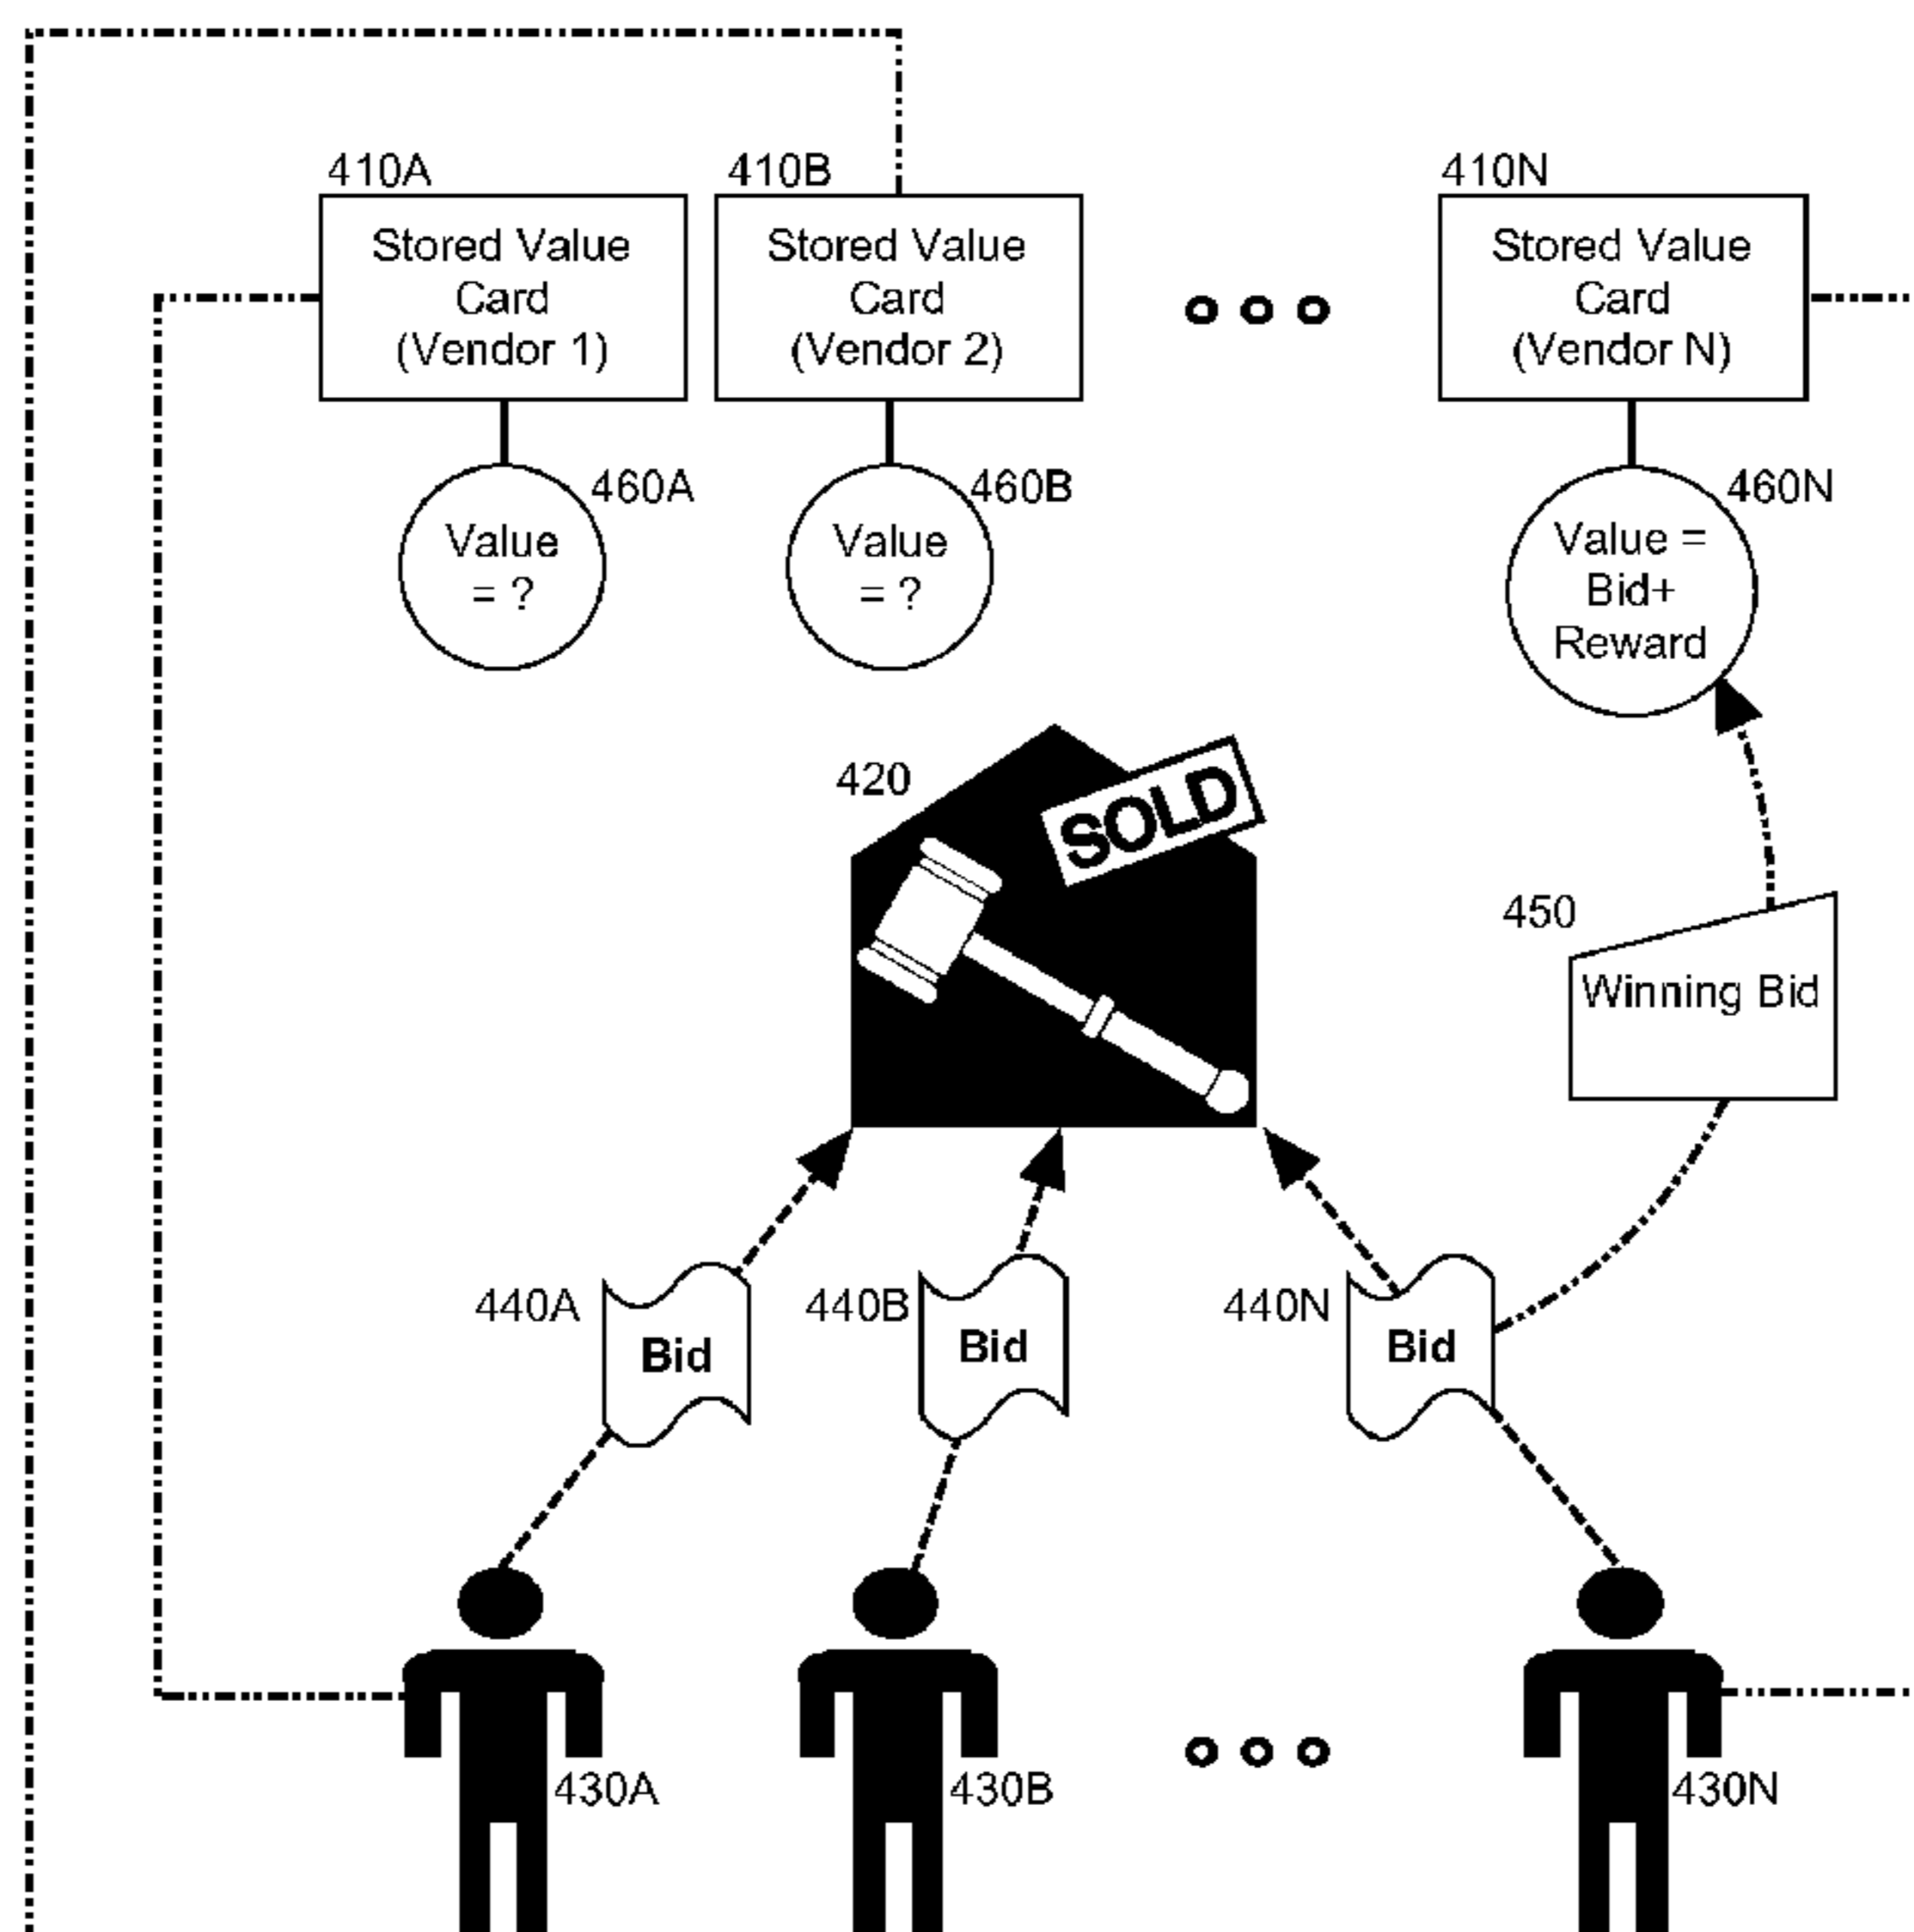 410A
Stored Value
Card
(Vendor 1)
410B
Stored Value
Card
(Vendor 2)
410N
Stored Value
Card
(Vendor N)
460A
Value
= ?
460B
Value
= ?
460N
Value =
Bid+
Reward
420
SOLD
450
Winning Bid
440A
Bid
440B
Bid
440N
Bid
430A
430B
430N